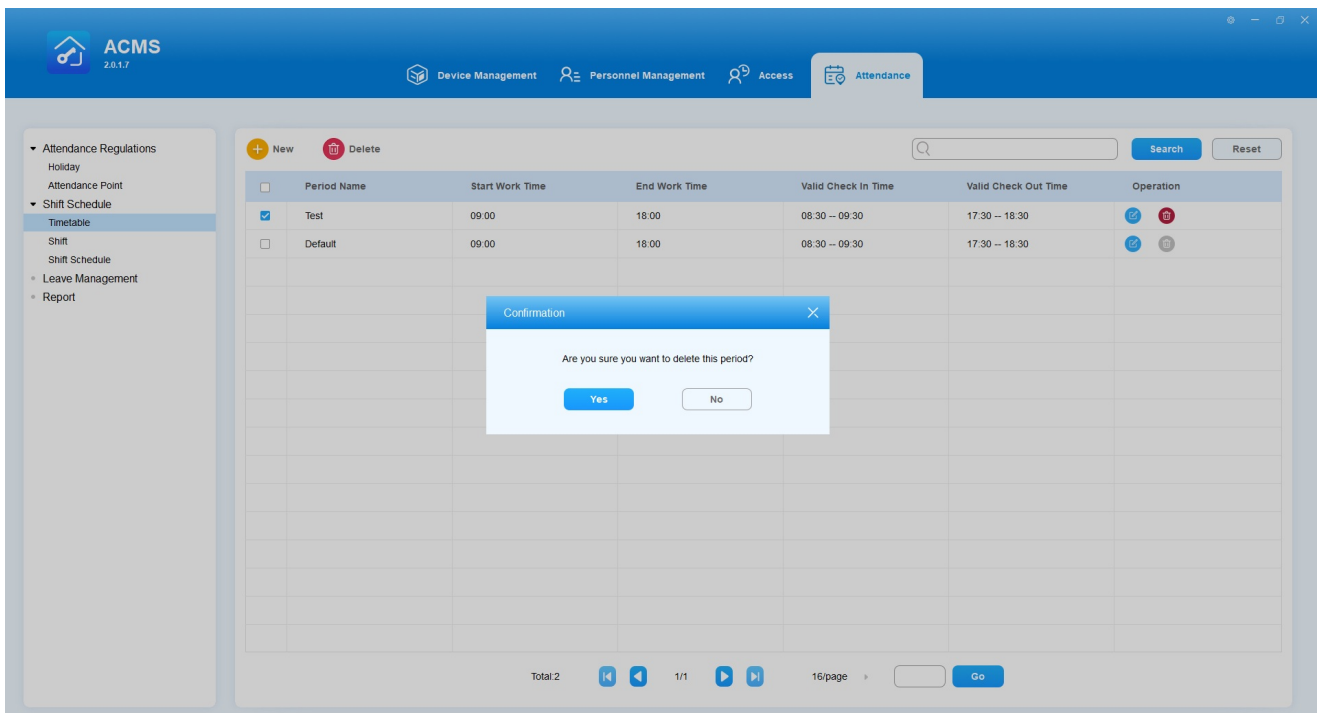 ACMS
2.0.1.7
Device Management Personnel Management Access Attendance
Attendance Regulations
Holiday
Attendance Point
Shift Schedule
Timetable
Shift
Shift Schedule
Leave Management
Report
New Delete Search Reset
Period Name Start Work Time End Work Time Valid Check In Time Valid Check Out Time Operation
Test 09:00 18:00 08:30 -- 09:30 17:30 -- 18:30
Default 09:00 18:00 08:30 -- 09:30 17:30 -- 18:30
Confirmation
Are you sure you want to delete this period?
Yes No
Total:2 1/1 16/page Go